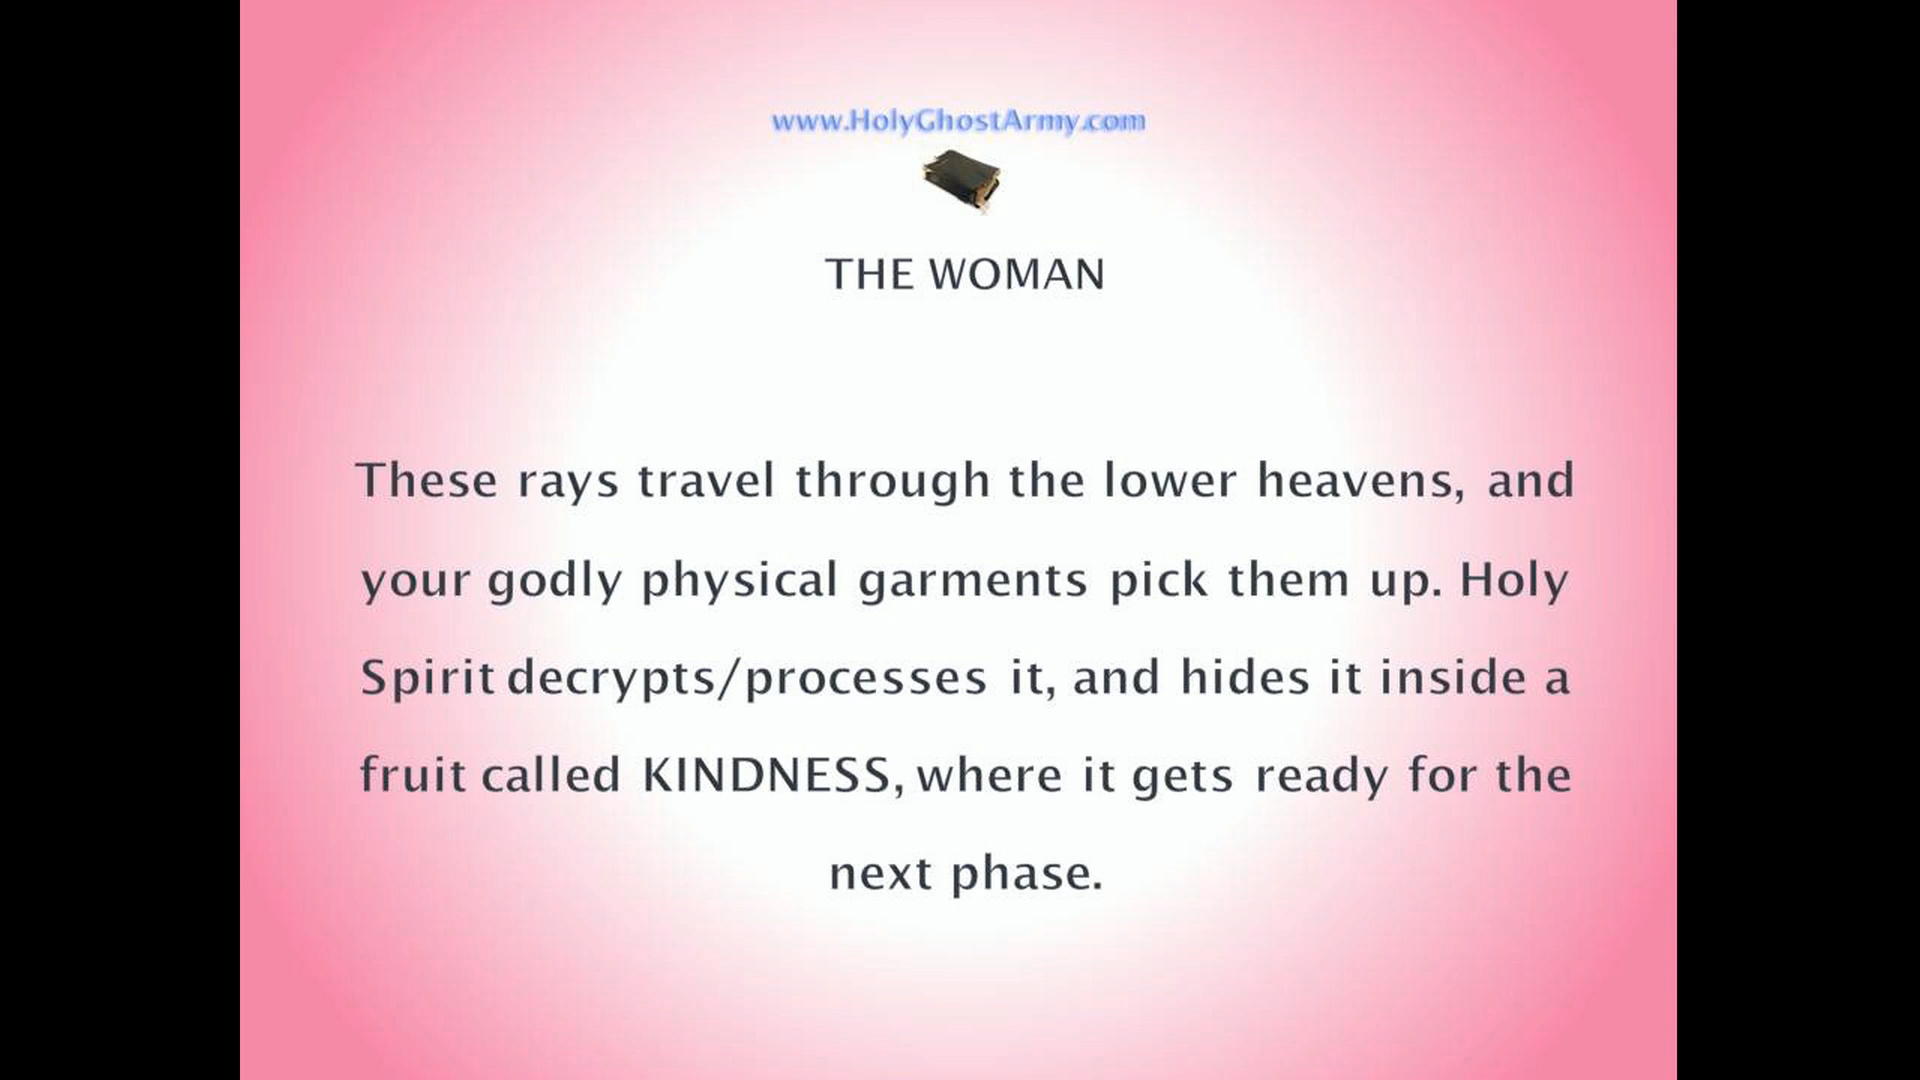 www.HolyGhostArmy.com
THE WOMAN
These rays travel through the lower heavens, and
your godly physical garments pick them up. Holy
Spirit decrypts/processes it, and hides it inside a
fruit called KINDNESS, where it gets ready for the
next phase.